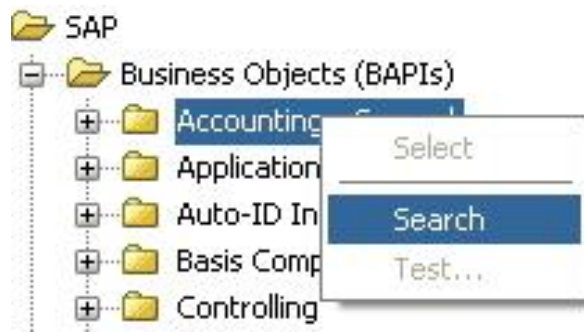 SAP
Business Objects (BAPIs)
Accounting
Select
Application
Auto-ID In
Search
Basis Comp
Test...
Controlling